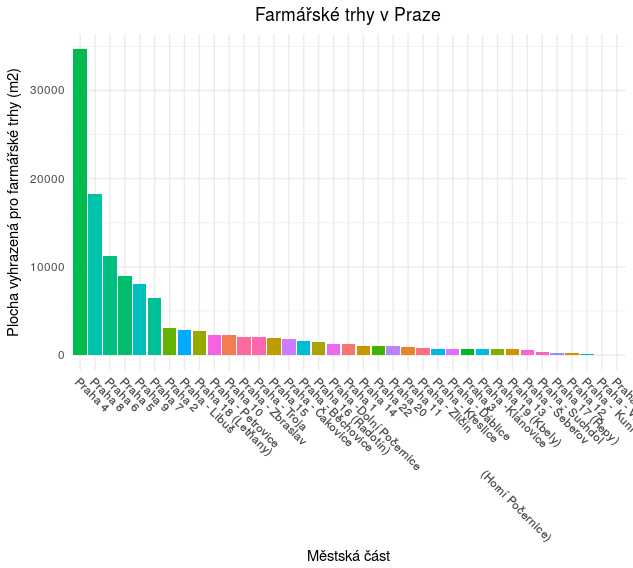 Farmářské trhy v Praze
Plocha vyhrazená pro farmářské trhy (m2)
30000
20000
10000
0
Praha 4
Praha 8
Praha 6
Praha 5
Praha 9
Praha 7
Praha 2
Praha - Libuš
Praha 18 (Letňany)
Praha 10
Praha - Petrovice
Praha - Zbraslav
Praha 15
Praha - Troja
Praha - Čakovice
Praha - Běchovice
Praha 16 (Radotín)
Praha 1
Praha - Dolní Počernice
Praha 14
Praha 22
Praha 20
(Horní Počernice)
Praha 11
Praha - Zličín
Praha - Křeslice
Praha 3
Praha - Ďáblice
Praha - Klánovice
Praha 13
Praha 19 (Kbely)
Praha - Šeberov
Praha - Suchdol
Praha 17 (Řepy)
Praha 12
Praha - Kun
Praha
Městská část